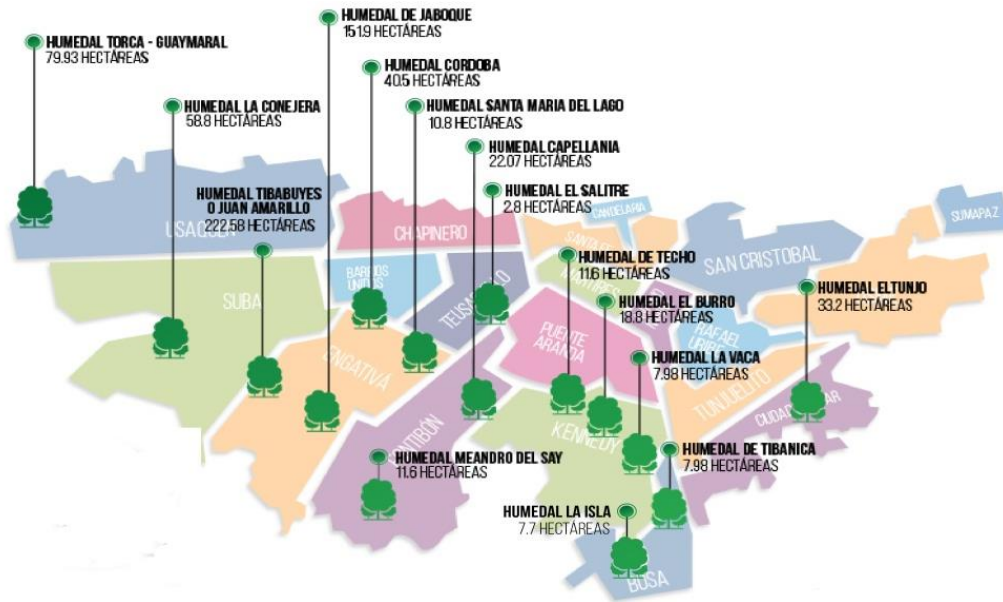 HUMEDAL TORCA - GUAYMARAL
79.93 HECTÁREAS
HUMEDAL DE JABOQUE
151.9 HECTÁREAS
HUMEDAL CORDOBA
40.5 HECTÁREAS
HUMEDAL LA CONEJERA
58.8 HECTÁREAS
HUMEDAL SANTA MARIA DEL LAGO
10.8 HECTÁREAS
HUMEDAL CAPELLANIA
22.07 HECTÁREAS
HUMEDAL TIBABUYES
O JUAN AMARILLO
222.58 HECTÁREAS
HUMEDAL EL SALITRE
2.8 HECTÁREAS
CANDELARIA
SUMAPAZ
USAQUEN
CHAPINERO
SAN CRISTOBAL
HUMEDAL DE TECHO
11.6 HECTÁREAS
BARRIOS
UNIDOS
MARTIRES
SUBA
HUMEDAL EL TUNJO
33.2 HECTÁREAS
HUMEDAL EL BURRO
18.8 HECTÁREAS
PUENTE
ARANDA
RAFAEL
URIBE
ENGATIVÁ
HUMEDAL LA VACA
7.98 HECTÁREAS
TUNJUELITO
KENNEDY
HUMEDAL MEANDRO DEL SAY
11.6 HECTÁREAS
HUMEDAL DE TIBANICA
7.98 HECTÁREAS
HUMEDAL LA ISLA
7.7 HECTÁREAS
BOSA